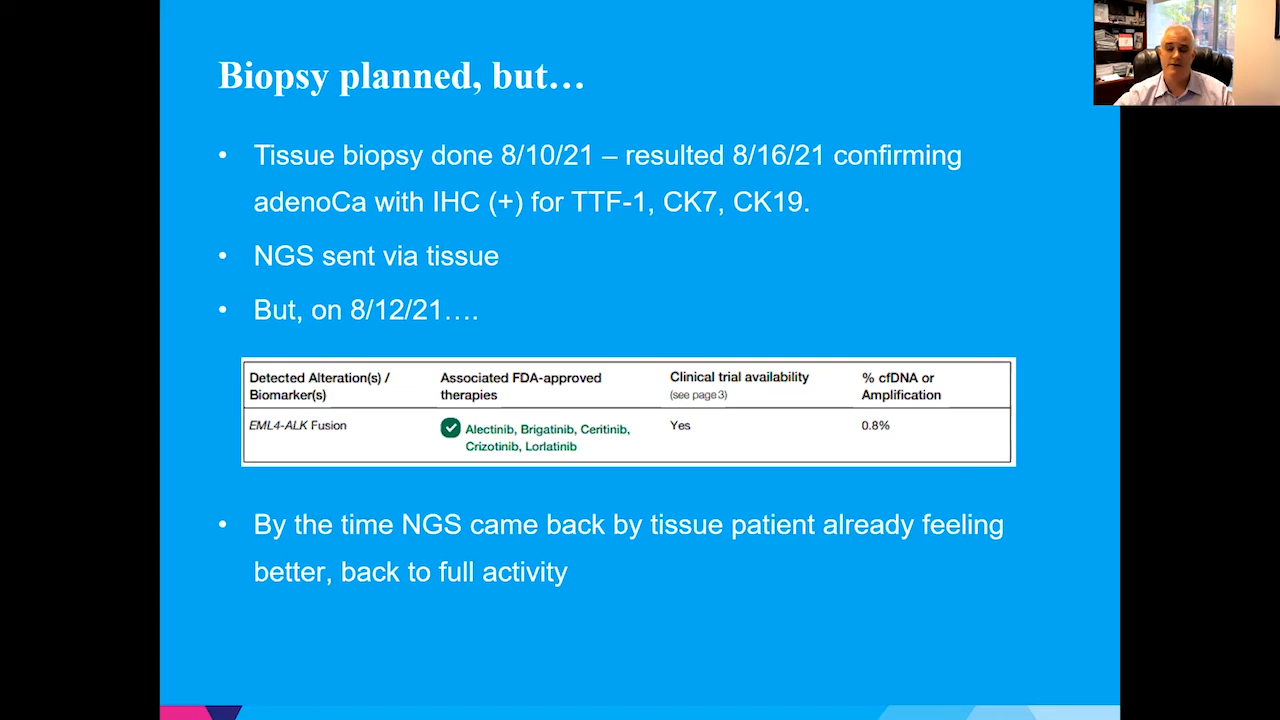 Biopsy planned, but…
• Tissue biopsy done 8/10/21 – resulted 8/16/21 confirming
adenoCa with IHC (+) for TTF-1, CK7, CK19.
• NGS sent via tissue
• But, on 8/12/21….
Detected Alteration(s) / Associated FDA-approved Clinical trial availability % cfDNA or
Biomarker(s) therapies (see page 3) Amplification
EML4-ALK Fusion Alectinib, Brigatinib, Ceritinib, Yes 0.8%
Crizotinib, Lorlatinib
• By the time NGS came back by tissue patient already feeling
better, back to full activity